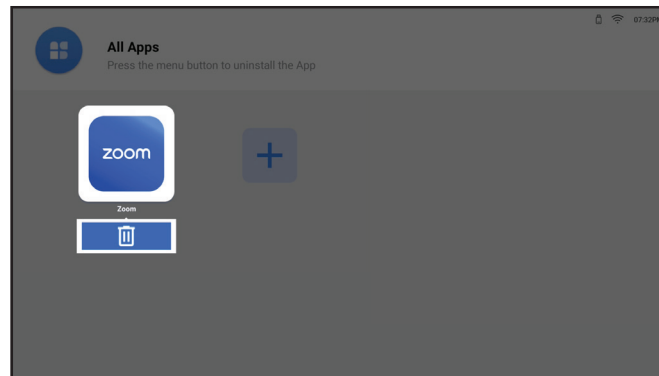 07:32PM
All Apps
Press the menu button to uninstall the App
zoom
Zoom